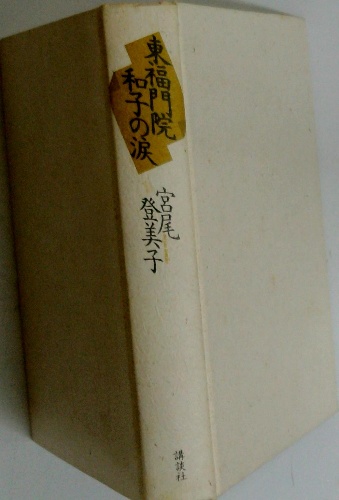 東福門院
和子の涙
宮尾
登美子
講談社